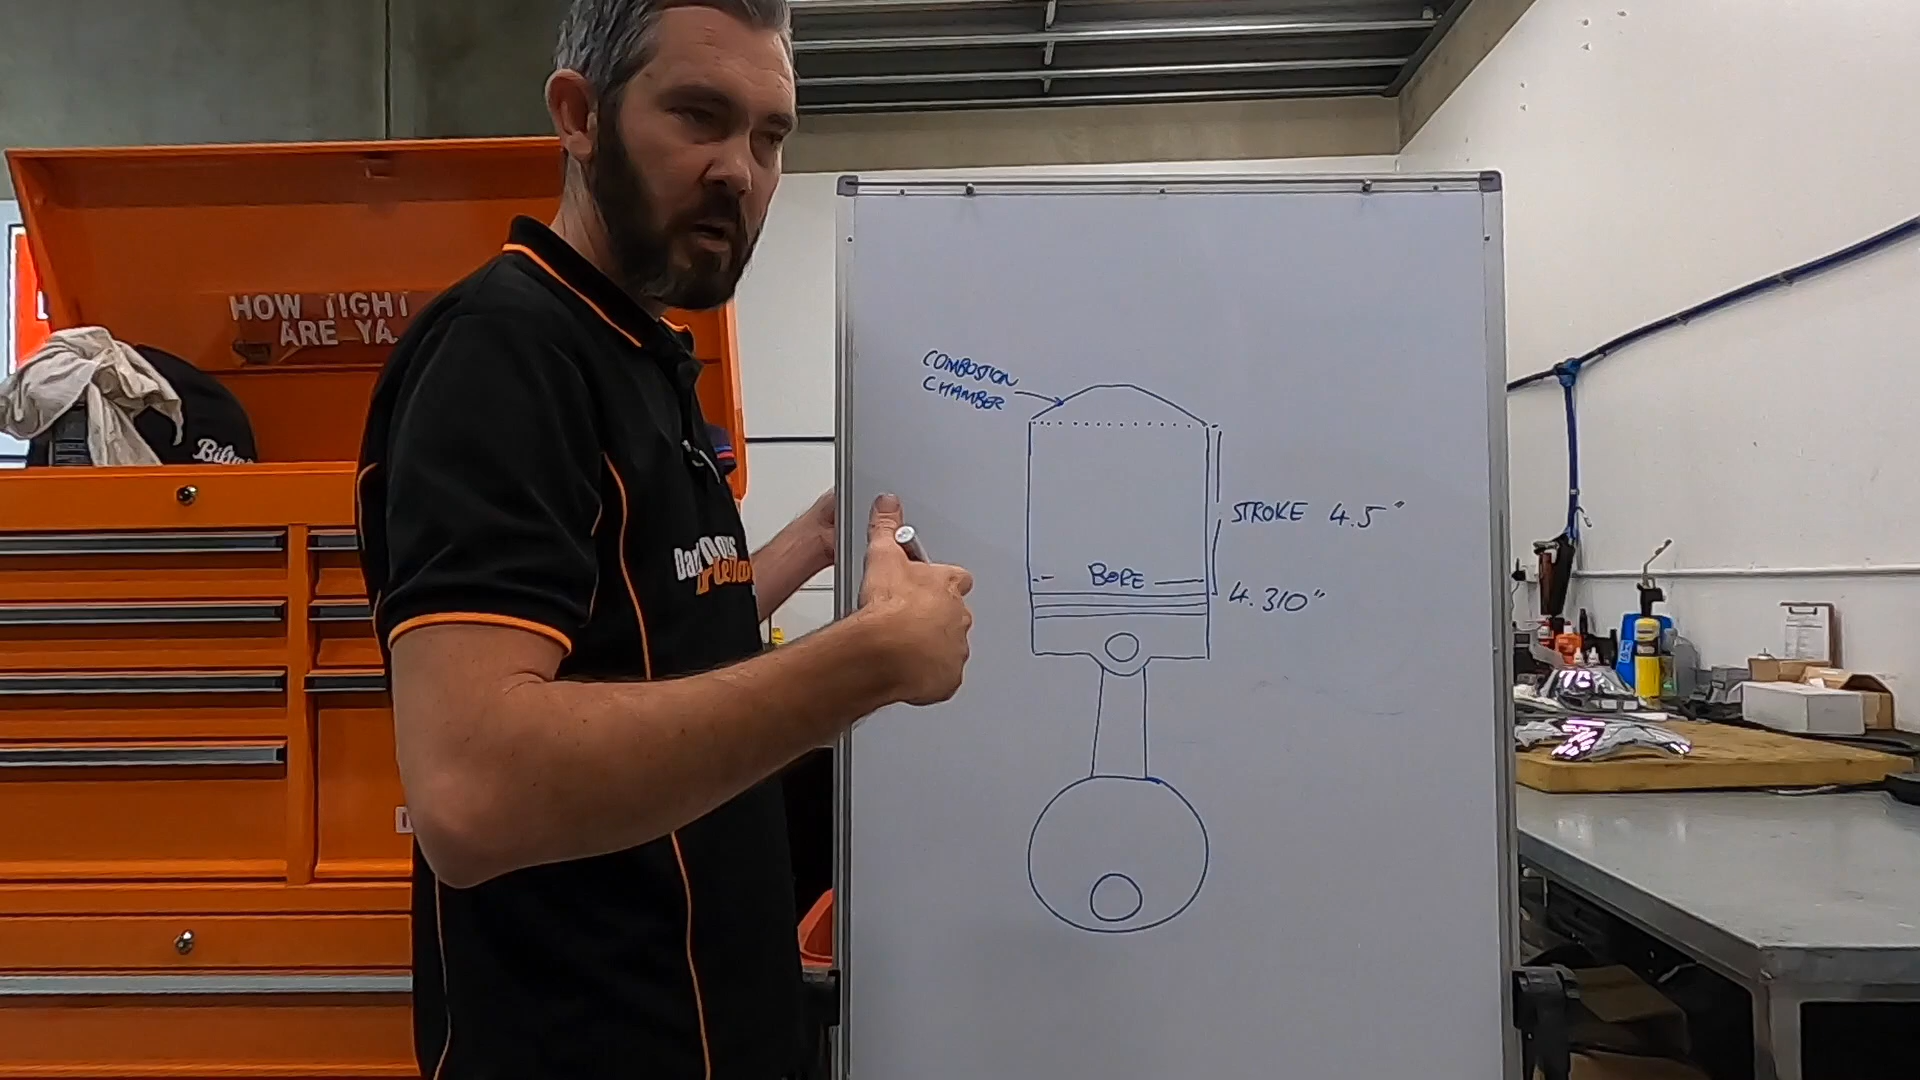 HOW TIGHT
ARE YA
COMBUSTION
CHAMBER
STROKE 4.5"
BORE
4.310"